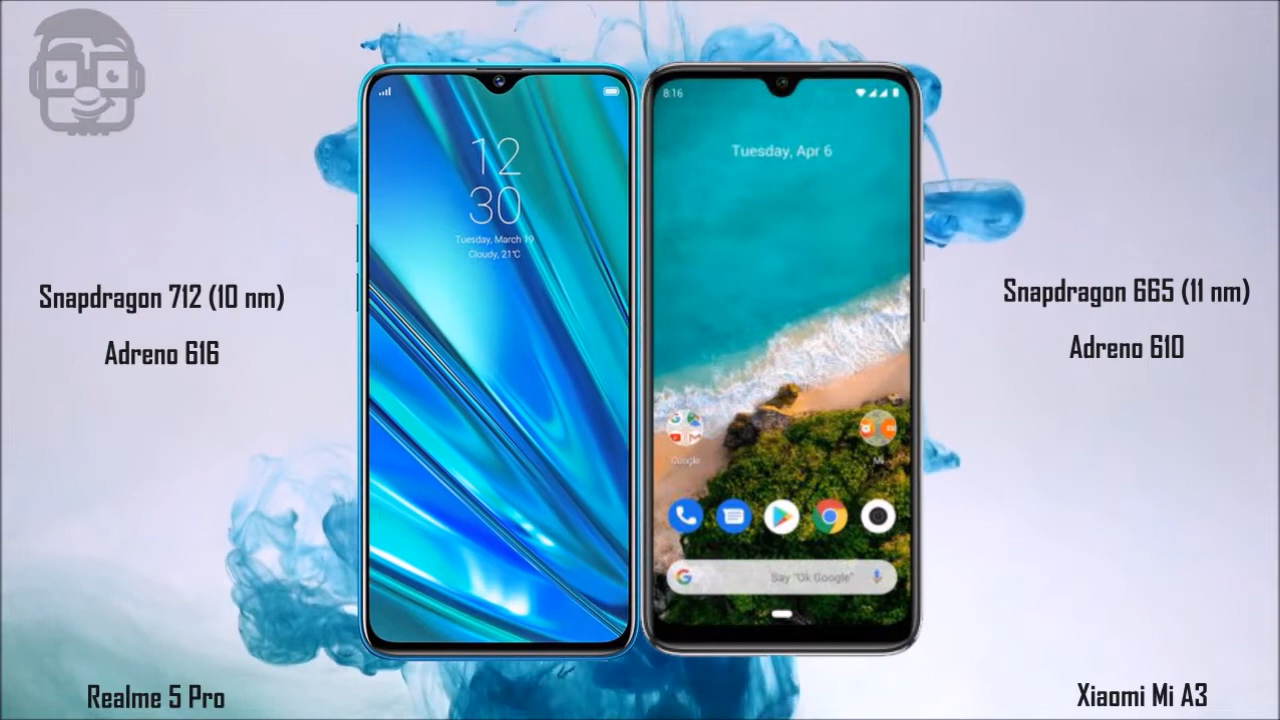 12
30
Tuesday, March 19
Cloudy, 21°C
8:16
Tuesday, Apr 6
Snapdragon 712 (10 nm)
Adreno 616
Snapdragon 665 (11 nm)
Adreno 610
Google
Mi
Say "Ok Google"
Realme 5 Pro
Xiaomi Mi A3